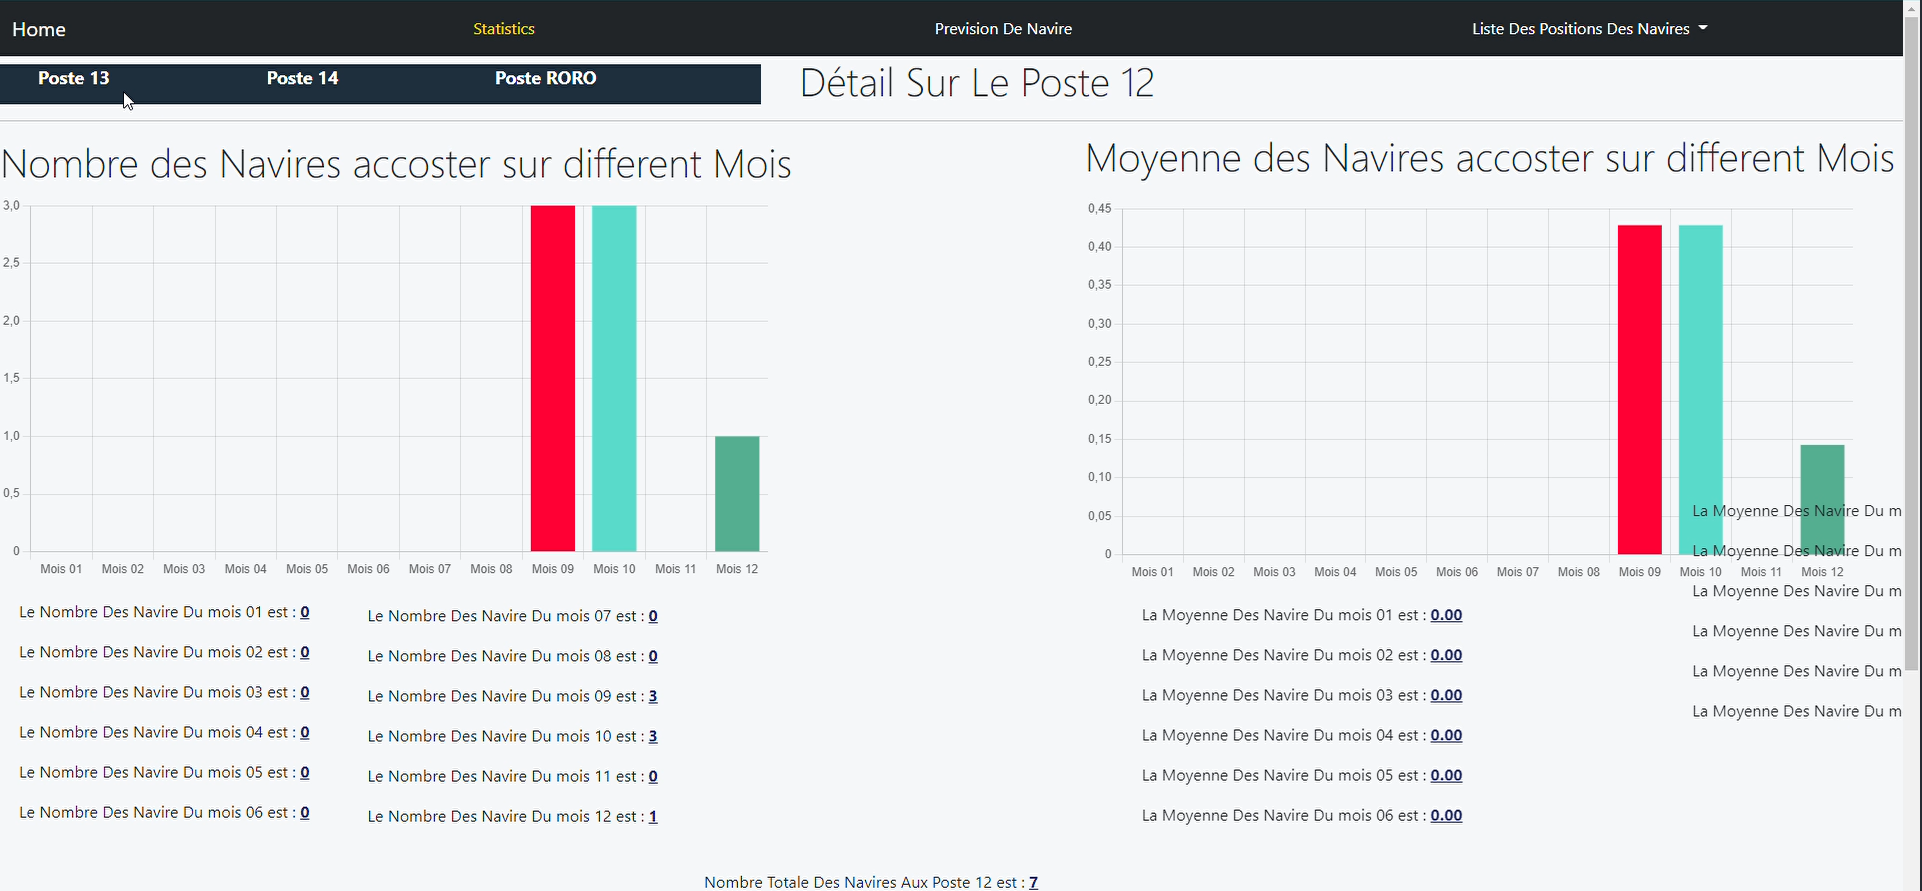 Home Statistics Prevision De Navire Liste Des Positions Des Navires
Poste 13 Poste 14 Poste RORO
Détail Sur Le Poste 12
Nombre des Navires accoster sur different Mois
3,0
2,5
2,0
1,5
1,0
0,5
0
Mois 01 Mois 02 Mois 03 Mois 04 Mois 05 Mois 06 Mois 07 Mois 08 Mois 09 Mois 10 Mois 11 Mois 12
Le Nombre Des Navire Du mois 01 est : 0
Le Nombre Des Navire Du mois 02 est : 0
Le Nombre Des Navire Du mois 03 est : 0
Le Nombre Des Navire Du mois 04 est : 0
Le Nombre Des Navire Du mois 05 est : 0
Le Nombre Des Navire Du mois 06 est : 0
Le Nombre Des Navire Du mois 07 est : 0
Le Nombre Des Navire Du mois 08 est : 0
Le Nombre Des Navire Du mois 09 est : 3
Le Nombre Des Navire Du mois 10 est : 3
Le Nombre Des Navire Du mois 11 est : 0
Le Nombre Des Navire Du mois 12 est : 1
Moyenne des Navires accoster sur different Mois
0,45
0,40
0,35
0,30
0,25
0,20
0,15
0,10
0,05
0
Mois 01 Mois 02 Mois 03 Mois 04 Mois 05 Mois 06 Mois 07 Mois 08 Mois 09 Mois 10 Mois 11 Mois 12
La Moyenne Des Navire Du mois 01 est : 0.00
La Moyenne Des Navire Du mois 02 est : 0.00
La Moyenne Des Navire Du mois 03 est : 0.00
La Moyenne Des Navire Du mois 04 est : 0.00
La Moyenne Des Navire Du mois 05 est : 0.00
La Moyenne Des Navire Du mois 06 est : 0.00
La Moyenne Des Navire Du m
La Moyenne Des Navire Du m
La Moyenne Des Navire Du m
La Moyenne Des Navire Du m
La Moyenne Des Navire Du m
La Moyenne Des Navire Du m
Nombre Totale Des Navires Aux Poste 12 est : 7